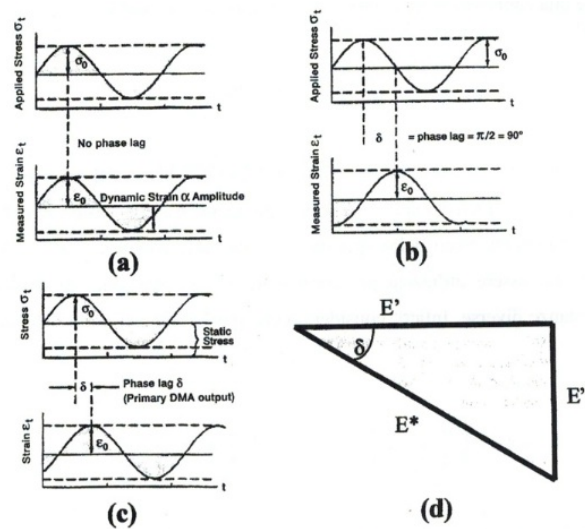 Applied Stress σt
σ0
t
No phase lag
Measured Strain εt
ε0
Dynamic Strain α Amplitude
t
(a)
Applied Stress σt
σ0
t
δ = phase lag = π/2 = 90°
Measured Strain εt
ε0
t
(b)
Stress σt
σ0
Static
Stress
t
δ
Phase lag δ
(Primary DMA output)
Strain εt
ε0
t
(c)
E'
δ
E'
E*
(d)